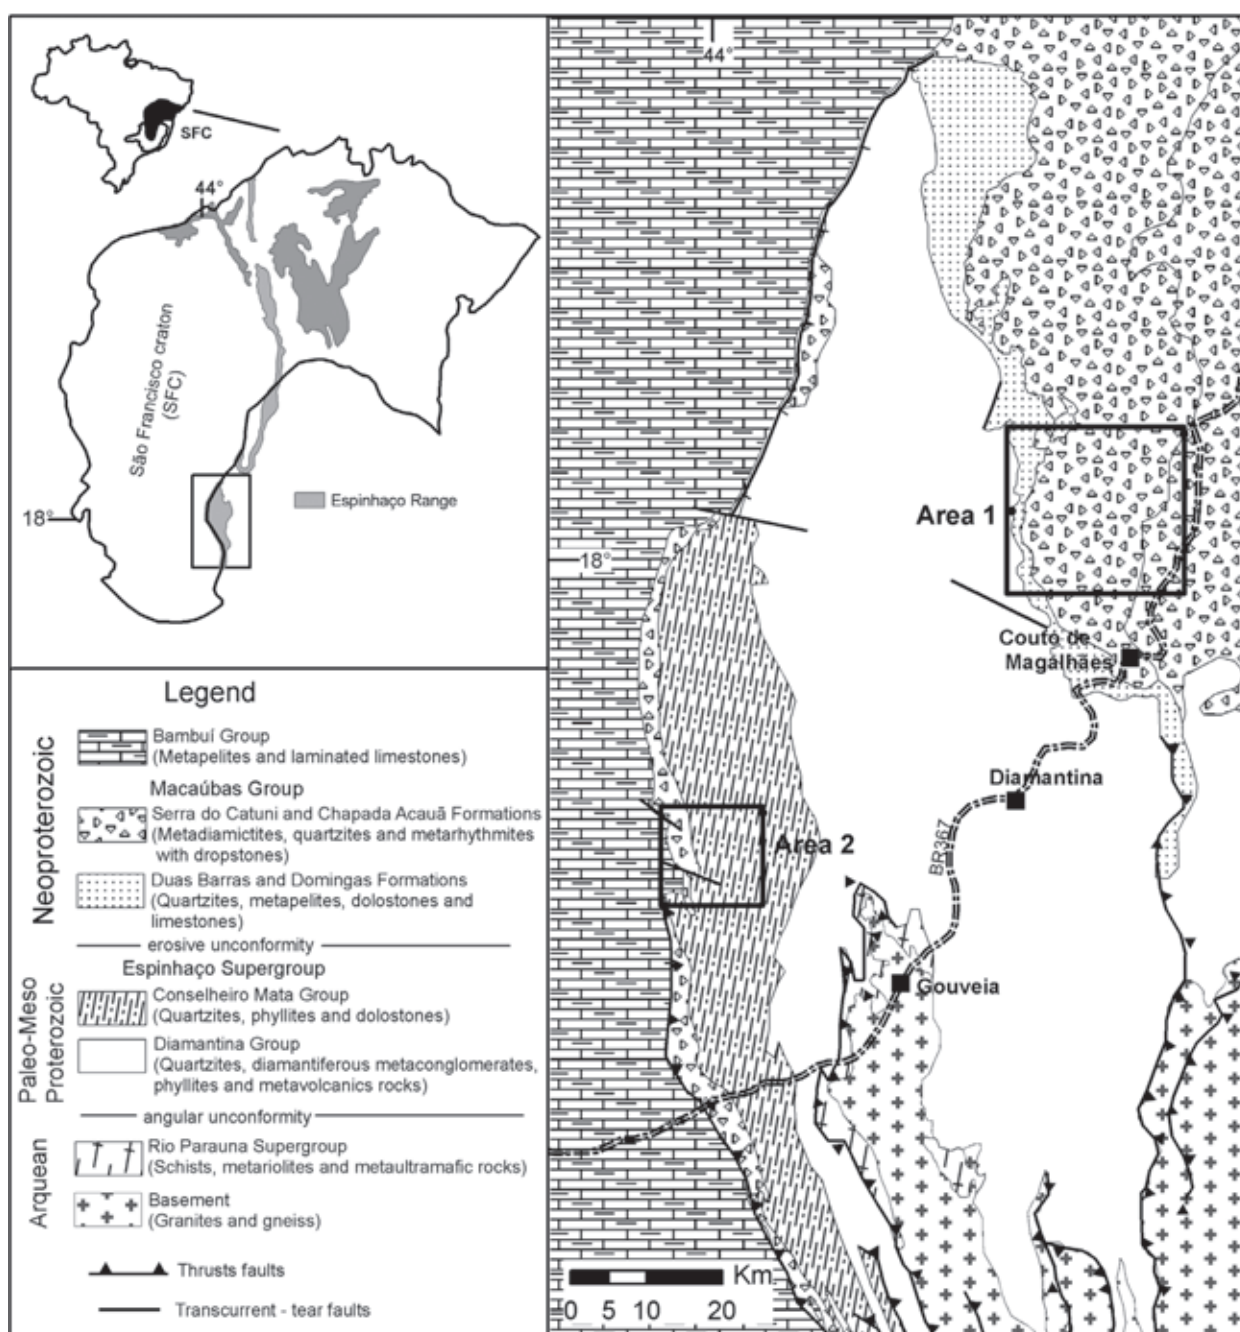 SFC
44°
São Francisco craton
(SFC)
18°
Espinhaço Range
Legend
Neoproterozoic
Bambuí Group
(Metapelites and laminated limestones)
Macaúbas Group
Serra do Catuni and Chapada Acauã Formations
(Metadiamictites, quartzites and metarhythmites
with dropstones)
Duas Barras and Domingas Formations
(Quartzites, metapelites, dolostones and
limestones)
erosive unconformity
Paleo-Meso
Proterozoic
Espinhaço Supergroup
Conselheiro Mata Group
(Quartzites, phyllites and dolostones)
Diamantina Group
(Quartzites, diamantiferous metaconglomerates,
phyllites and metavolcanics rocks)
angular unconformity
Arquean
Rio Parauna Supergroup
(Schists, metariolites and metaultramafic rocks)
Basement
(Granites and gneiss)
Thrusts faults
Transcurrent - tear faults
44°
18°
Area 1
Couto de
Magalhães
Diamantina
BR367
Area 2
Gouveia
Km.
0 5 10 20